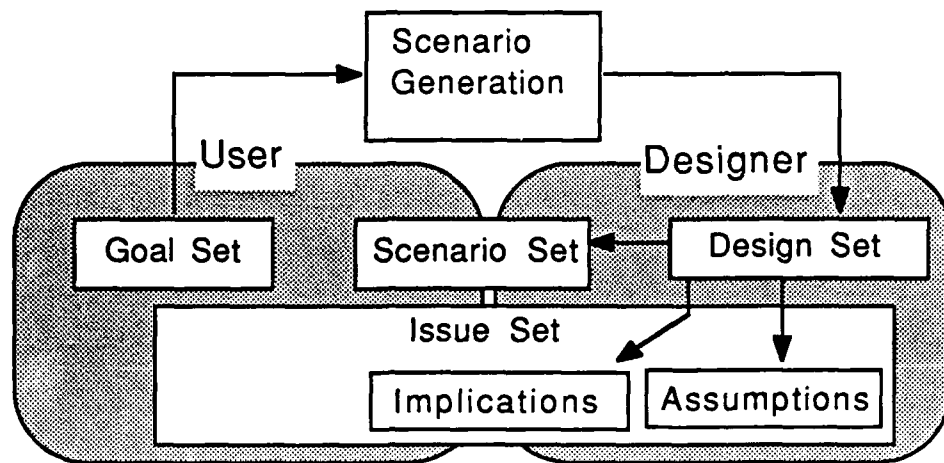 Scenario
Generation
User
Designer
Goal Set
Scenario Set
Design Set
Issue Set
Implications
Assumptions